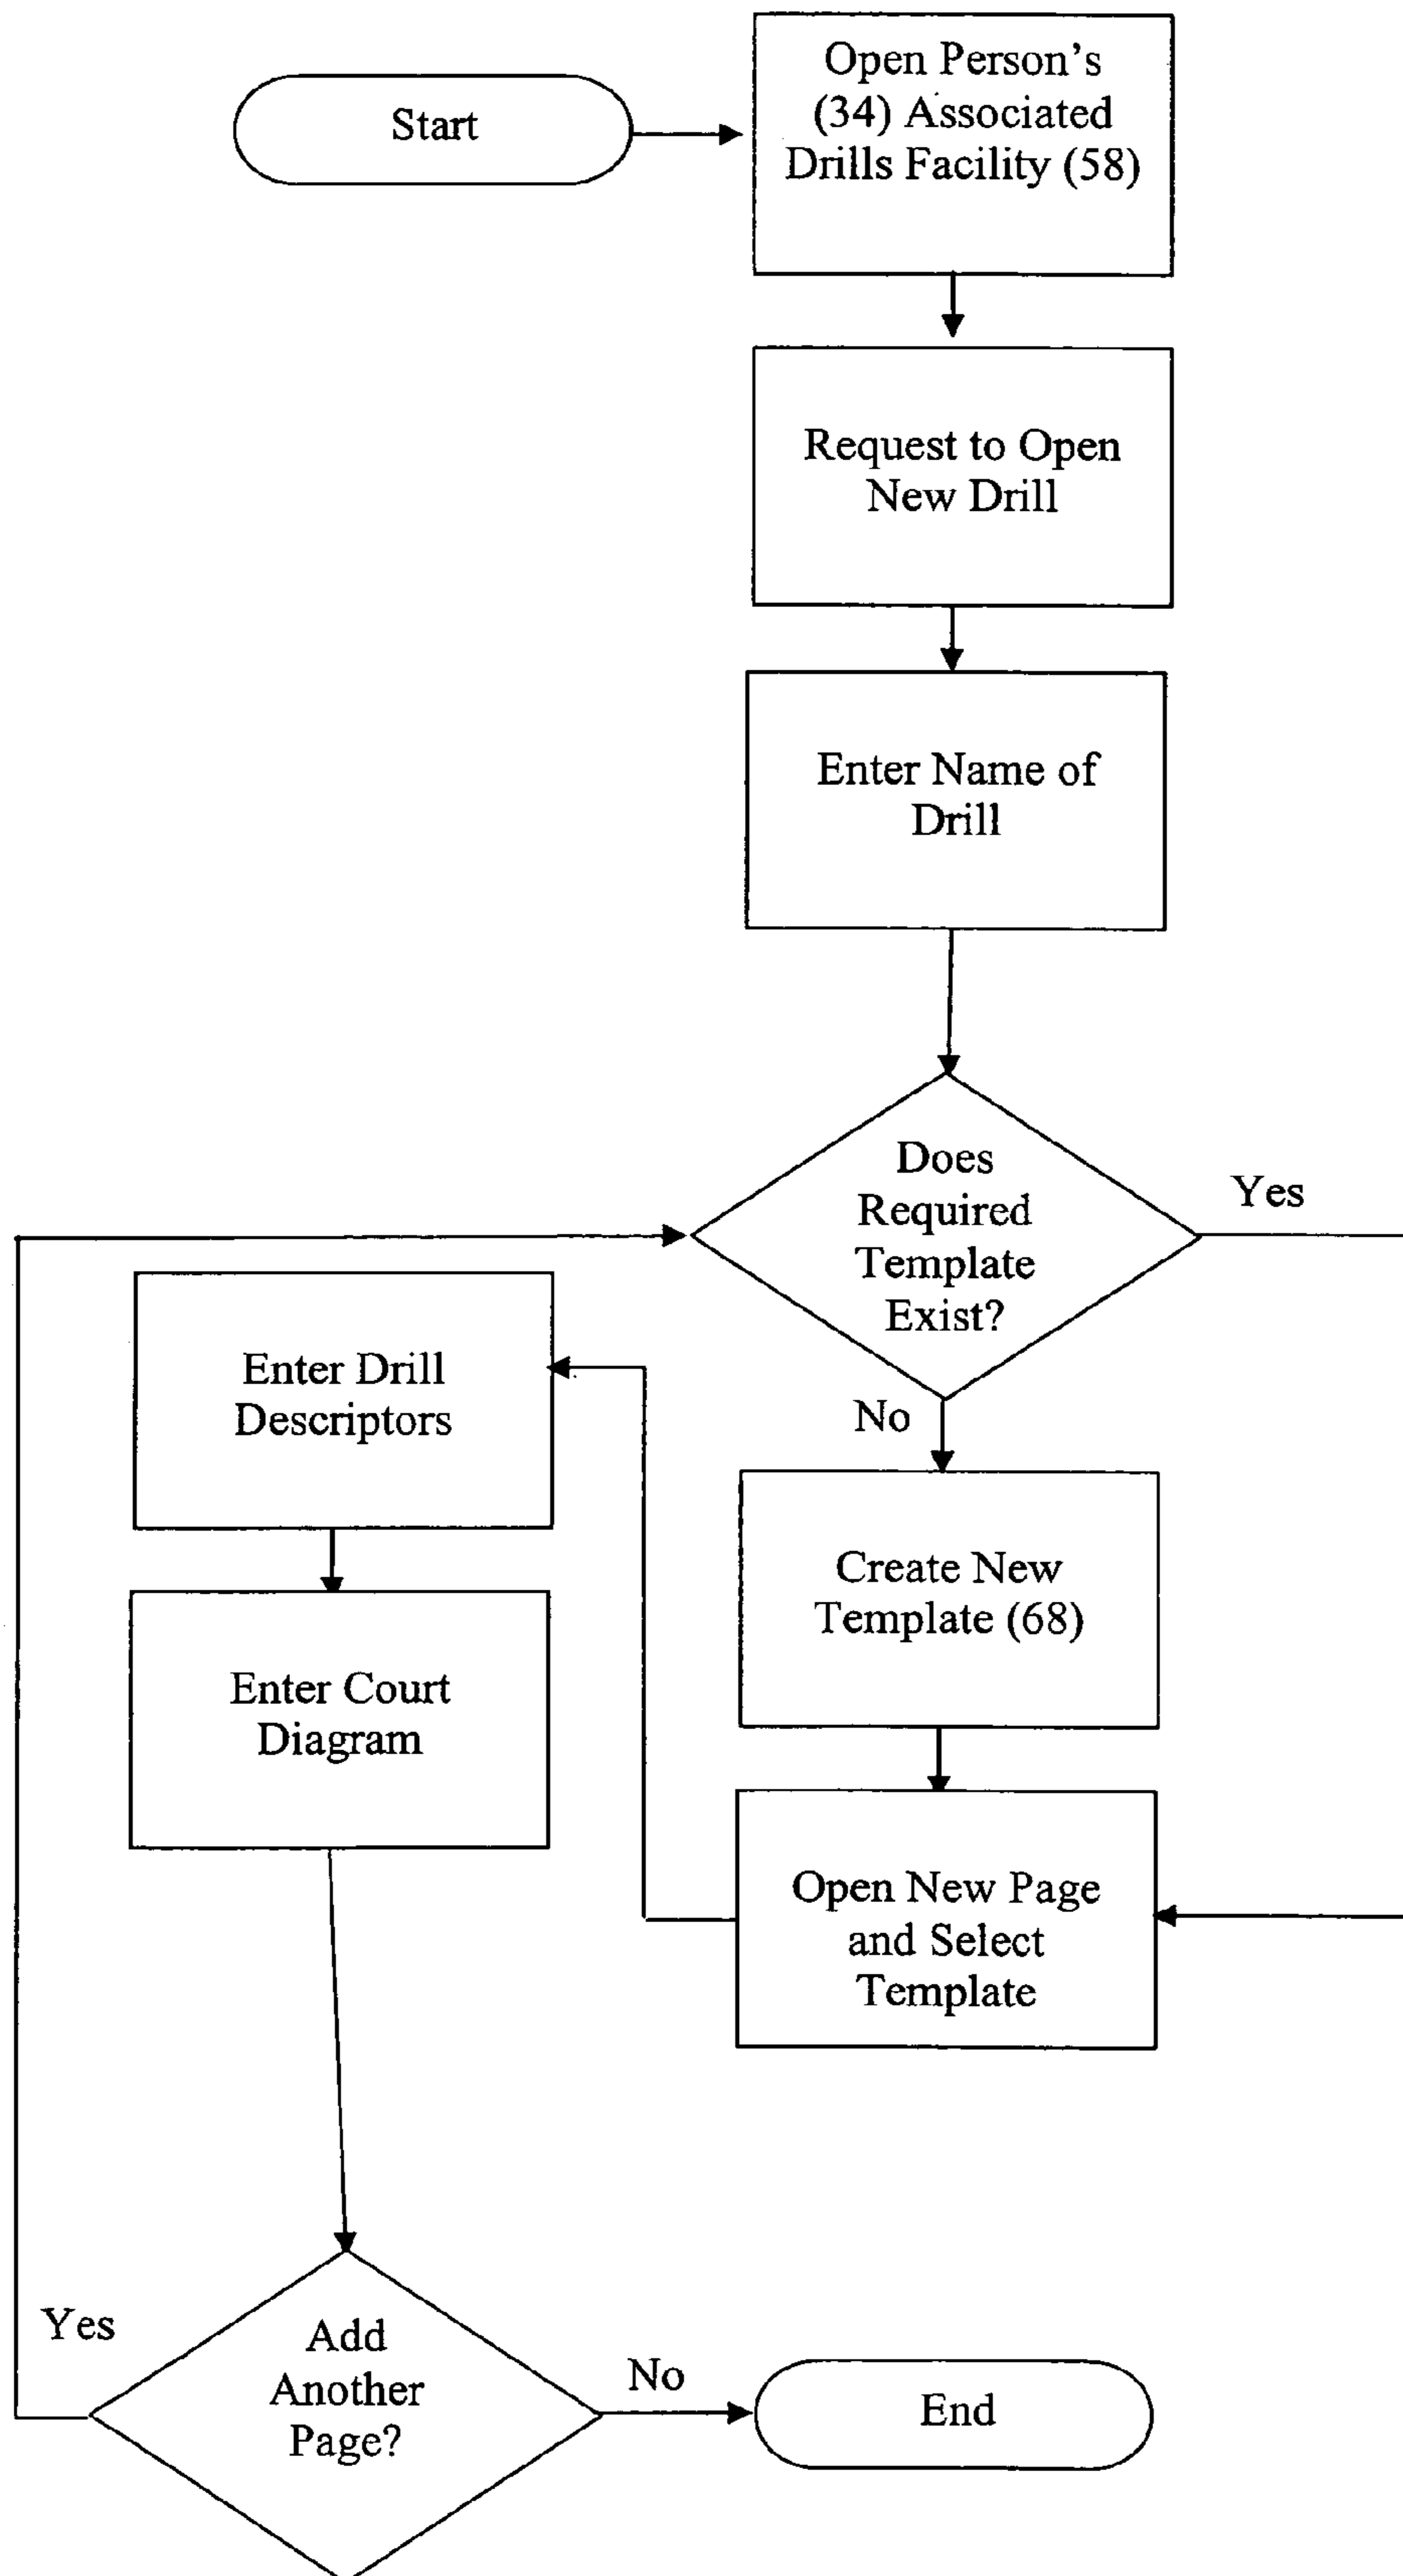 Start
Open Person's
(34) Associated
Drills Facility (58)
Request to Open
New Drill
Enter Name of
Drill
Does
Required
Template
Exist?
Yes
No
Enter Drill
Descriptors
Create New
Template (68)
Enter Court
Diagram
Open New Page
and Select
Template
Add
Another
Page?
Yes
No
End